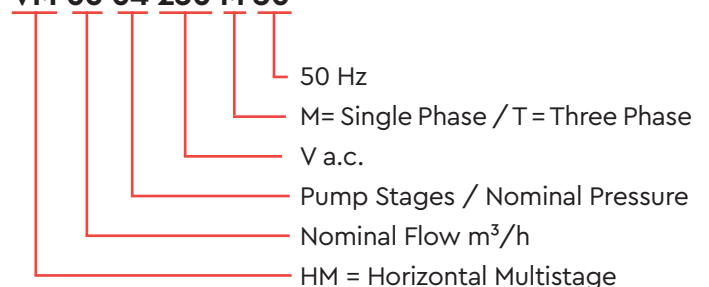 50 Hz
M= Single Phase / T = Three Phase
V a.c.
Pump Stages / Nominal Pressure
Nominal Flow m³/h
HM = Horizontal Multistage